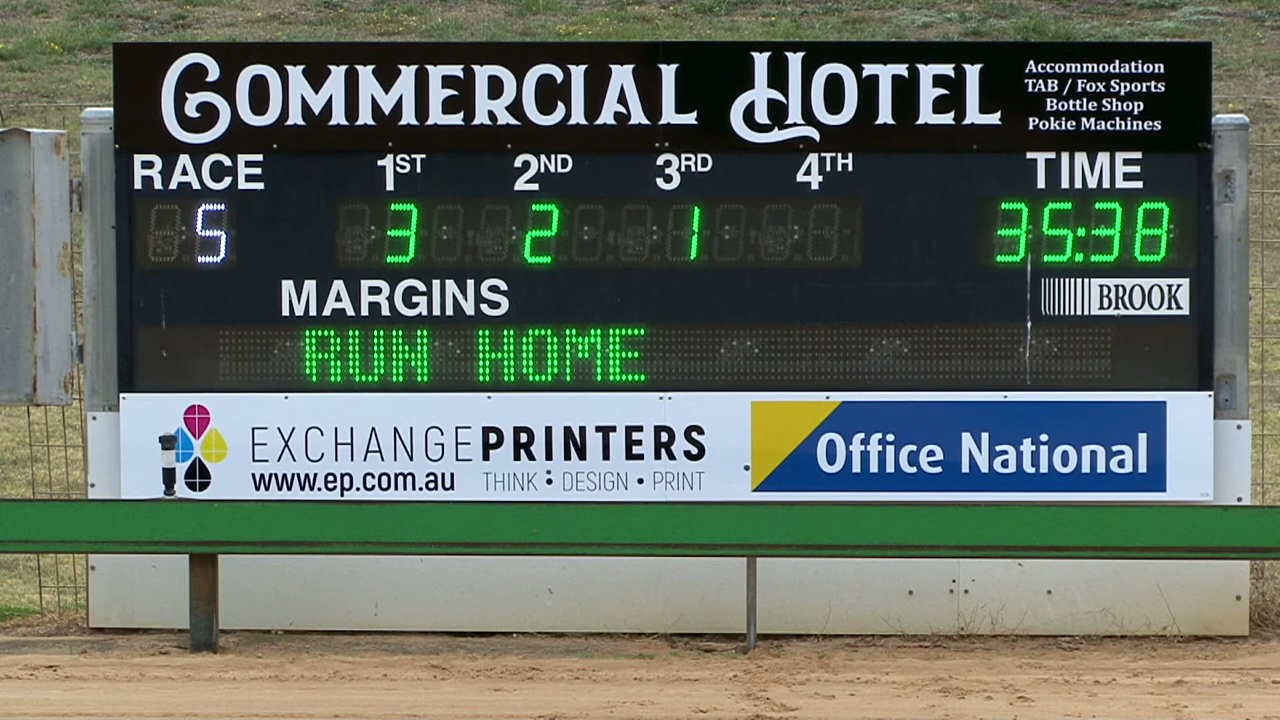 COMMERCIAL HOTEL
Accommodation
TAB / Fox Sports
Bottle Shop
Pokie Machines
RACE 1ST 2ND 3RD 4TH TIME
5 3 2 1 35:38
MARGINS
BROOK
RUN HOME
EXCHANGEPRINTERS
www.ep.com.au THINK : DESIGN • PRINT
Office National